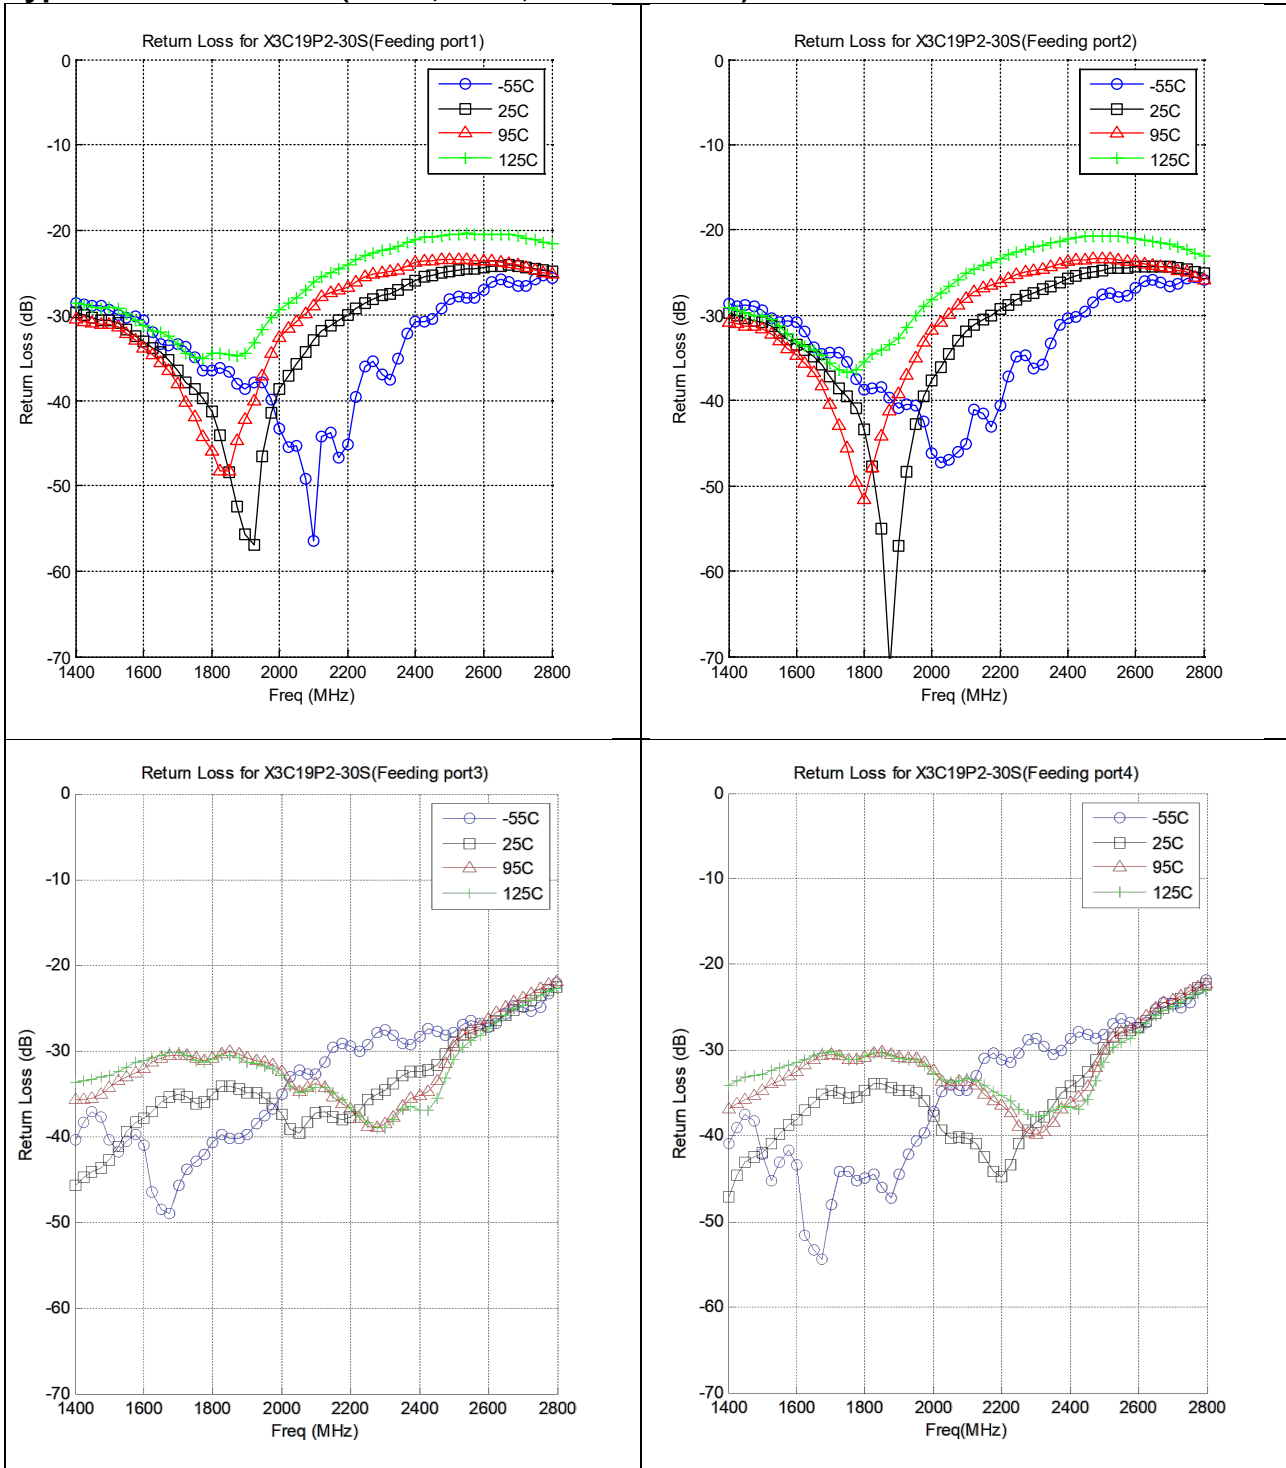 Return Loss for X3C19P2-30S(Feeding port1)
0
-10
-20
-30
-40
-50
-60
-70
1400 1600 1800 2000 2200 2400 2600 2800
Freq (MHz)
Return Loss (dB)
-55C
25C
95C
125C
Return Loss for X3C19P2-30S(Feeding port2)
0
-10
-20
-30
-40
-50
-60
-70
1400 1600 1800 2000 2200 2400 2600 2800
Freq (MHz)
Return Loss (dB)
-55C
25C
95C
125C
Return Loss for X3C19P2-30S(Feeding port3)
0
-10
-20
-30
-40
-50
-60
-70
1400 1600 1800 2000 2200 2400 2600 2800
Freq (MHz)
Return Loss (dB)
-55C
25C
95C
125C
Return Loss for X3C19P2-30S(Feeding port4)
0
-10
-20
-30
-40
-50
-60
-70
1400 1600 1800 2000 2200 2400 2600 2800
Freq(MHz)
Return Loss (dB)
-55C
25C
95C
125C